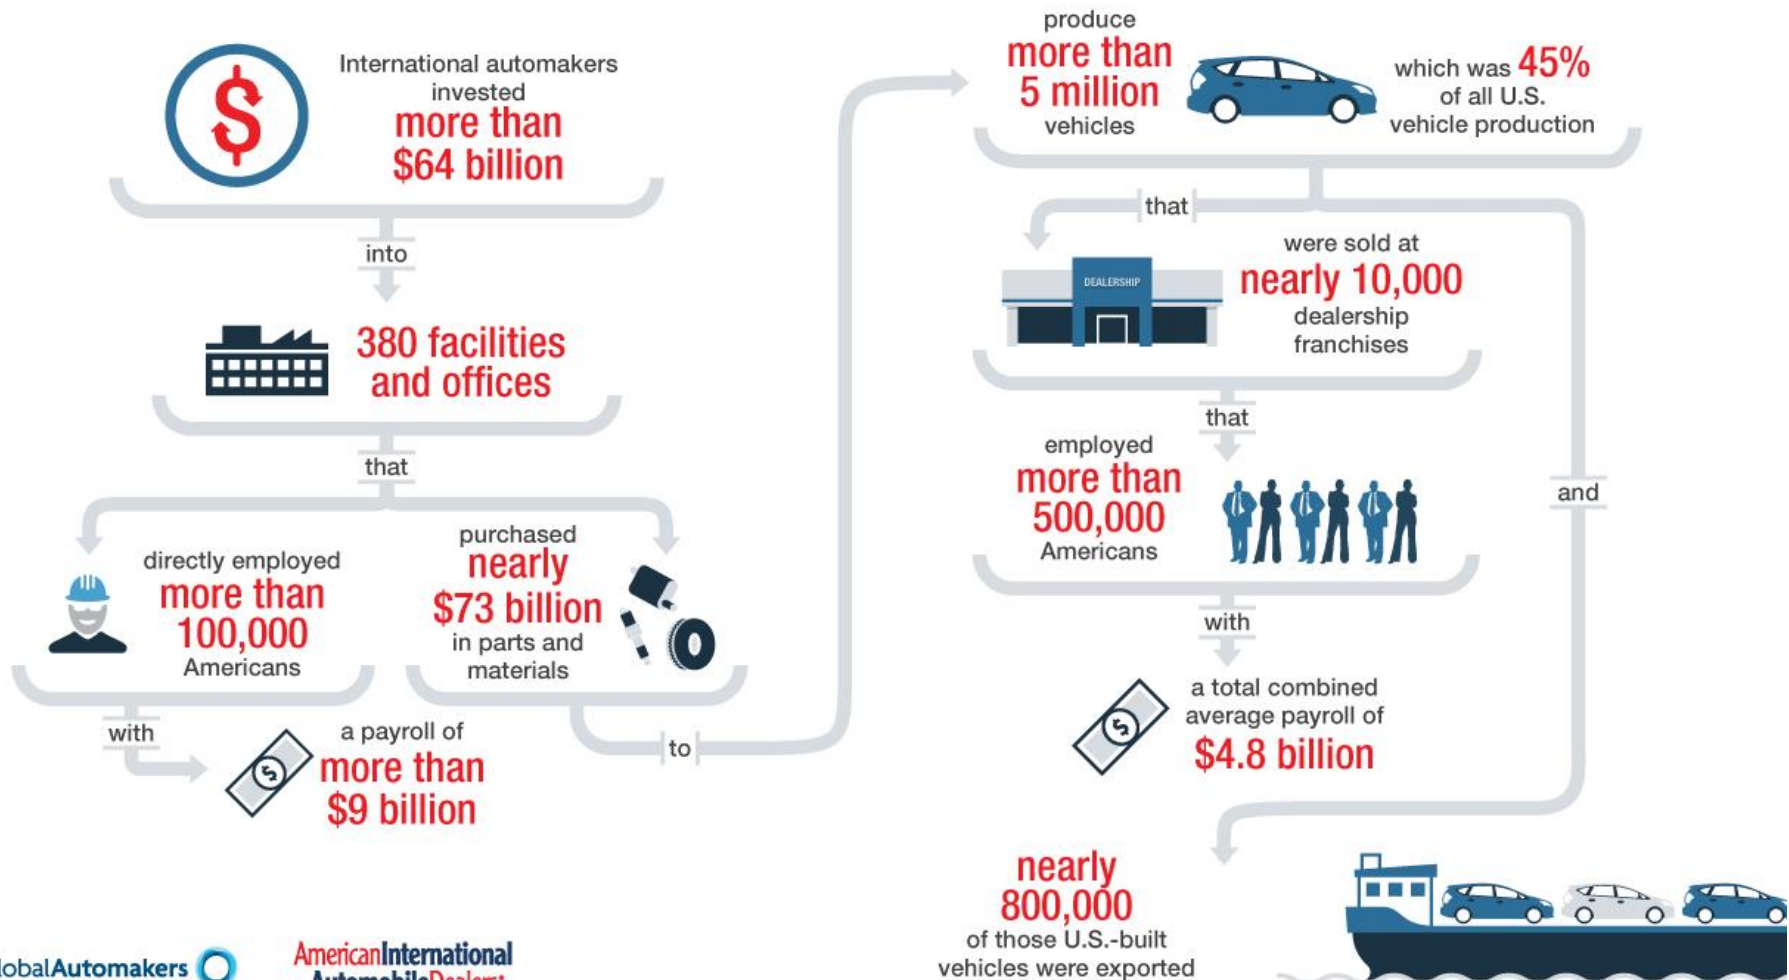 International automakers
invested
more than
$64 billion
into
380 facilities
and offices
that
directly employed
more than
100,000
Americans
with
a payroll of
more than
$9 billion
purchased
nearly
$73 billion
in parts and
materials
to
produce
more than
5 million
vehicles
which was 45%
of all U.S.
vehicle production
that
DEALERSHIP
were sold at
nearly 10,000
dealership
franchises
that
employed
more than
500,000
Americans
with
a total combined
average payroll of
$4.8 billion
and
nearly
800,000
of those U.S.-built
vehicles were exported
lobalAutomakers
AmericanInternational
AutomobileDealers